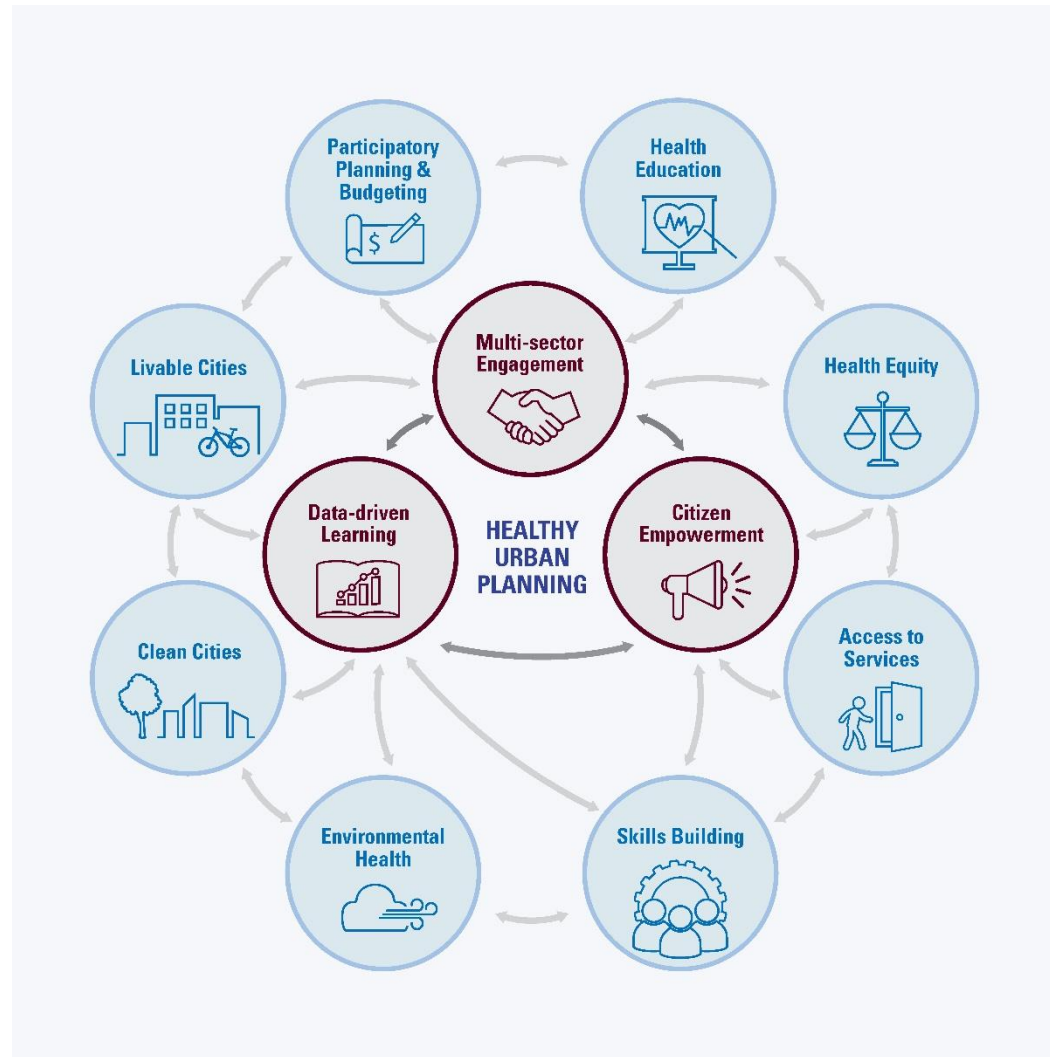 Participatory
Planning &
Budgeting
$
Health
Education
Multi-sector
Engagement
Livable Cities
Health Equity
Data-driven
Learning
HEALTHY
URBAN
PLANNING
Citizen
Empowerment
Clean Cities
Access to
Services
Environmental
Health
Skills Building